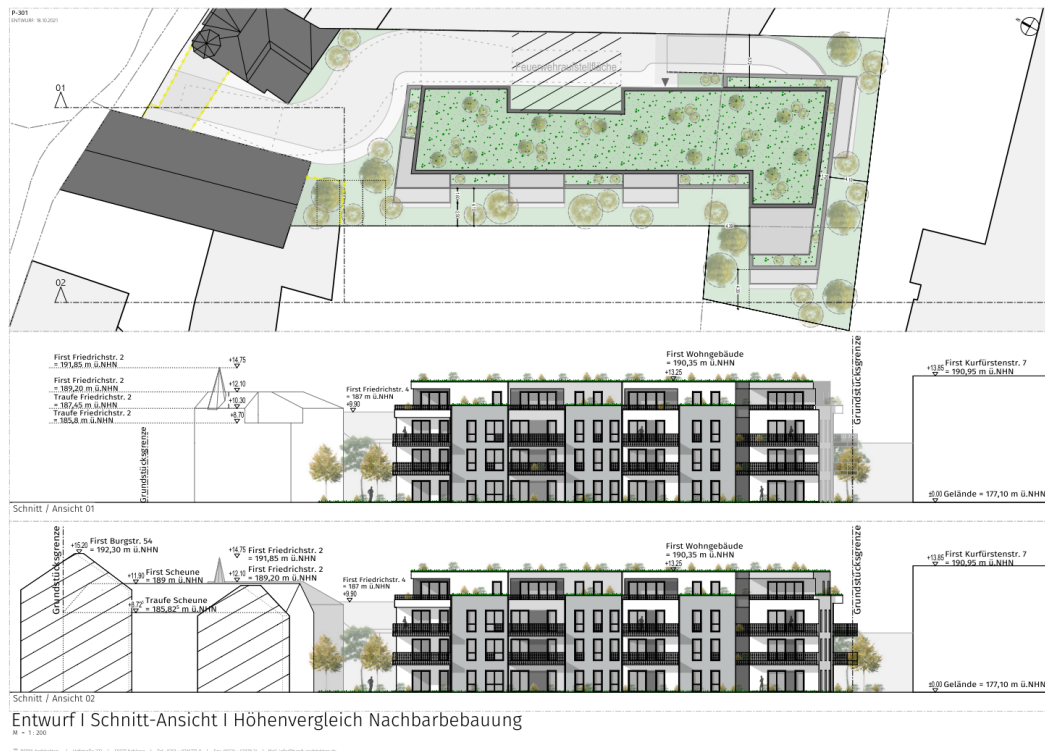 P-301
ENTWURF 18.10.2021
Feuerwehraufstellfläche
01
02
First Friedrichstr. 2
= 191,85 m ü.NHN
+14,75
First Friedrichstr. 2
= 189,20 m ü.NHN
+12,10
Traufe Friedrichstr. 2
= 187,45 m ü.NHN
+10,30
Traufe Friedrichstr. 2
= 185,8 m ü.NHN
+8,70
Grundstücksgrenze
First Friedrichstr. 4
= 187 m ü.NHN
+9,90
First Wohngebäude
= 190,35 m ü.NHN
+13,25
Grundstücksgrenze
First Kurfürstenstr. 7
+13,85 = 190,95 m ü.NHN
±0,00 Gelände = 177,10 m ü.NHN
Schnitt / Ansicht 01
Grundstücksgrenze
+15,20 First Burgstr. 54
= 192,30 m ü.NHN
+11,90 First Scheune
= 189 m ü.NHN
+8,72⁵ Traufe Scheune
= 185,82⁵ m ü.NHN
+14,75 First Friedrichstr. 2
= 191,85 m ü.NHN
+12,10 First Friedrichstr. 2
= 189,20 m ü.NHN
First Friedrichstr. 4
= 187 m ü.NHN
+9,90
First Wohngebäude
= 190,35 m ü.NHN
+13,25
Grundstücksgrenze
First Kurfürstenstr. 7
+13,85 = 190,95 m ü.NHN
±0,00 Gelände = 177,10 m ü.NHN
Schnitt / Ansicht 02
Entwurf I Schnitt-Ansicht I Höhenvergleich Nachbarbebauung
M - 1 : 200